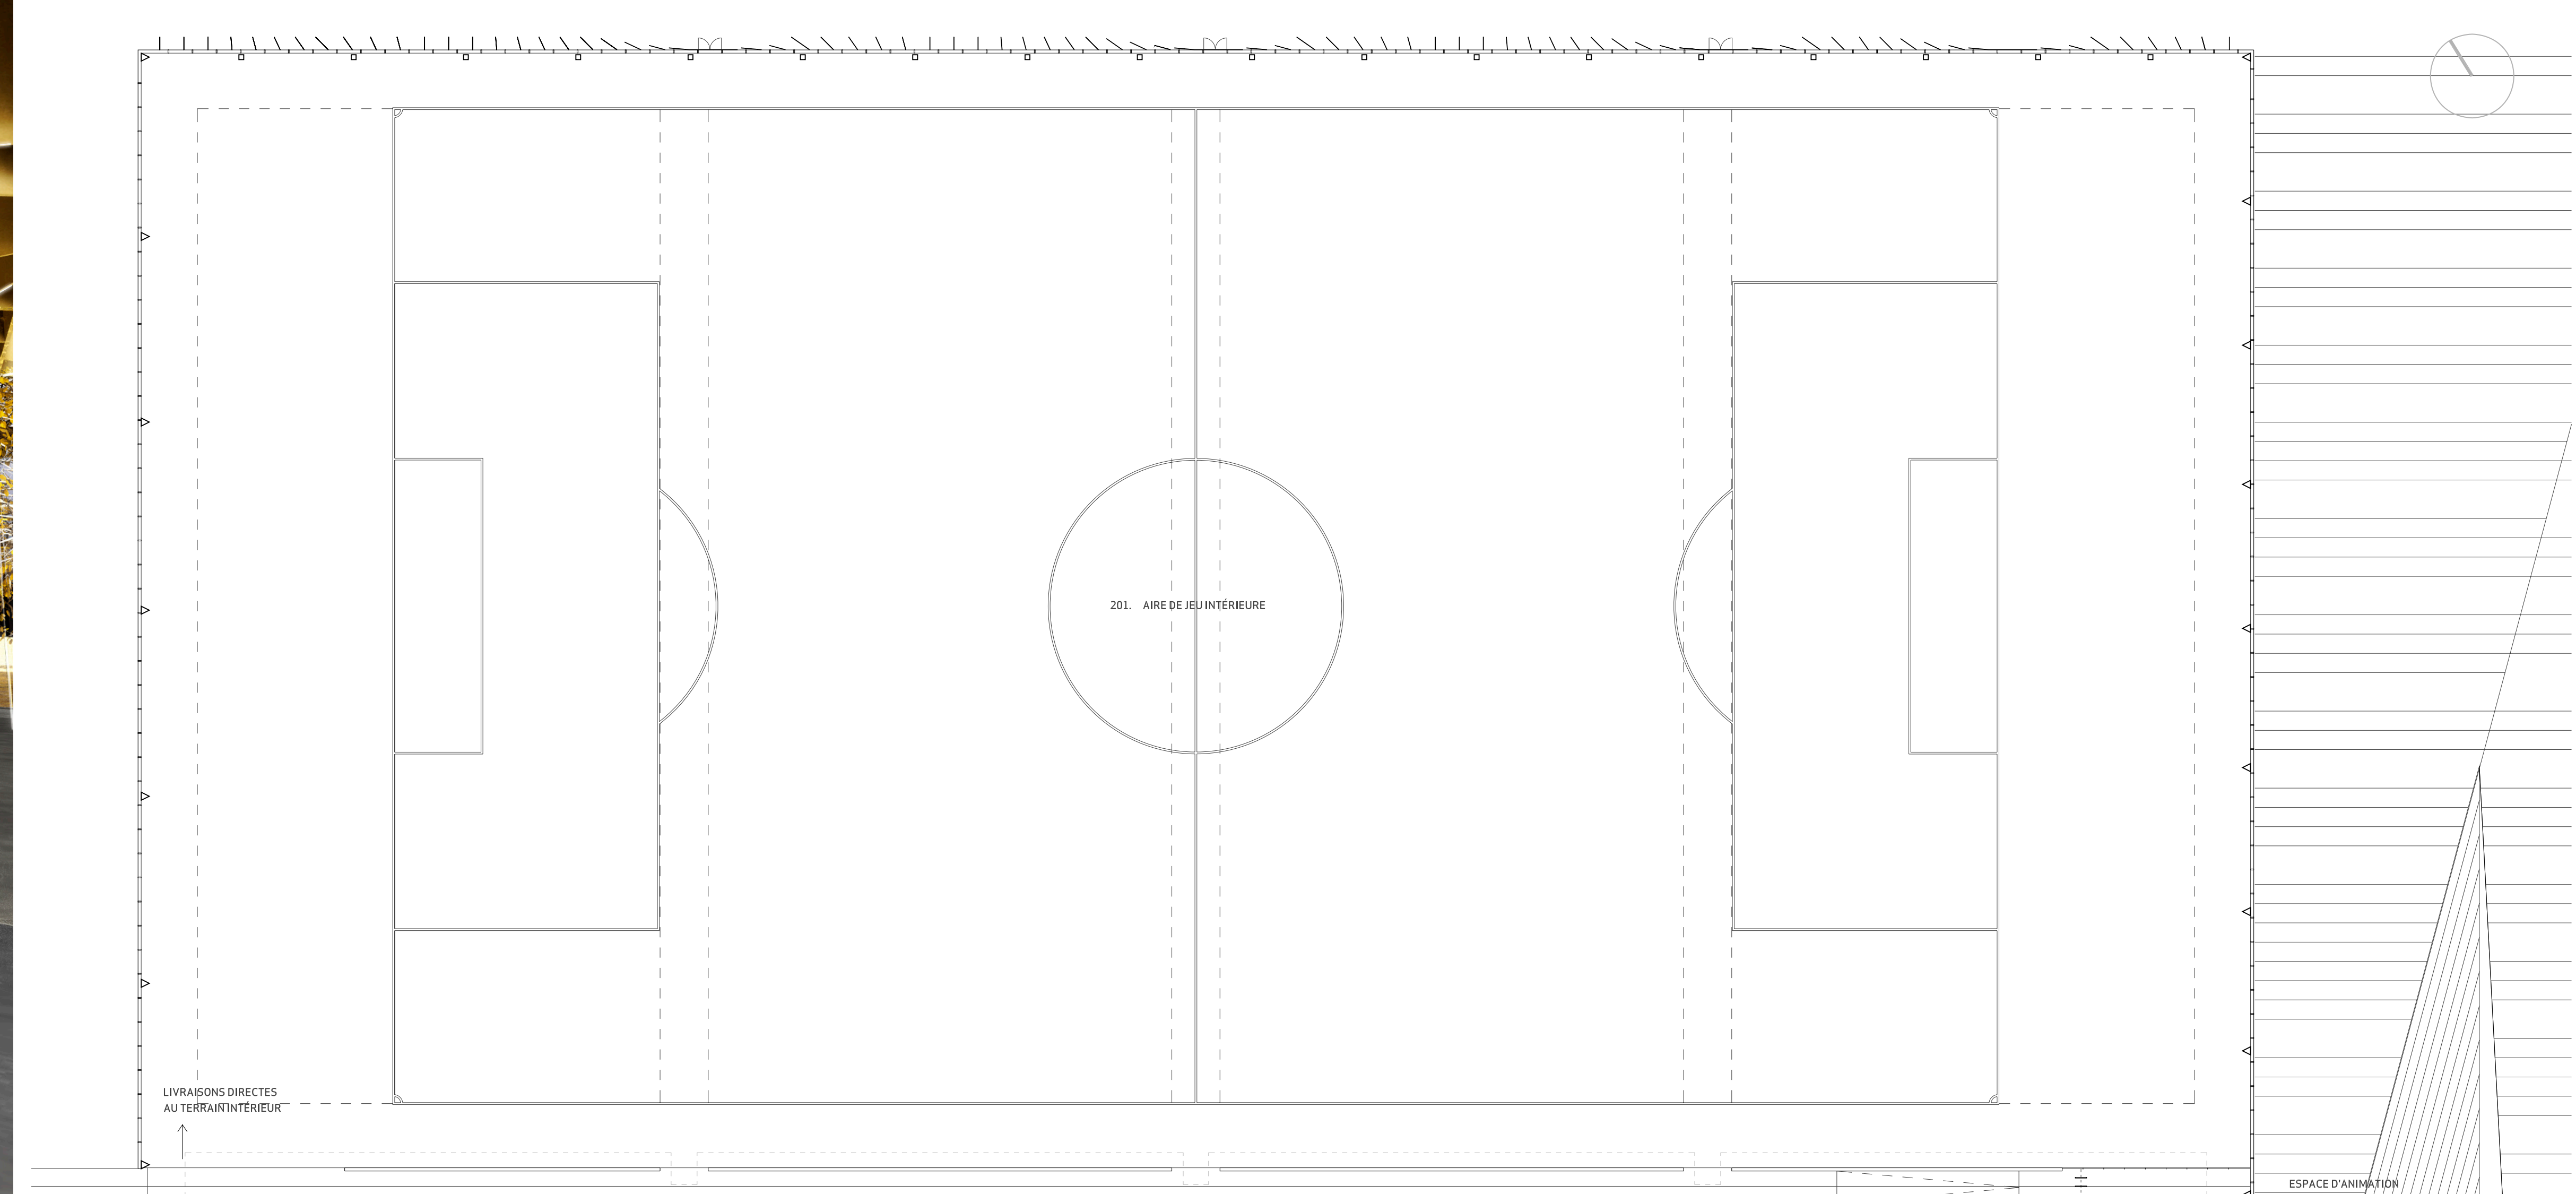 201. AIRE DE JEU INTÉRIEURE
LIVRAISONS DIRECTES
AU TERRAIN INTÉRIEUR
ESPACE D'ANIMATION